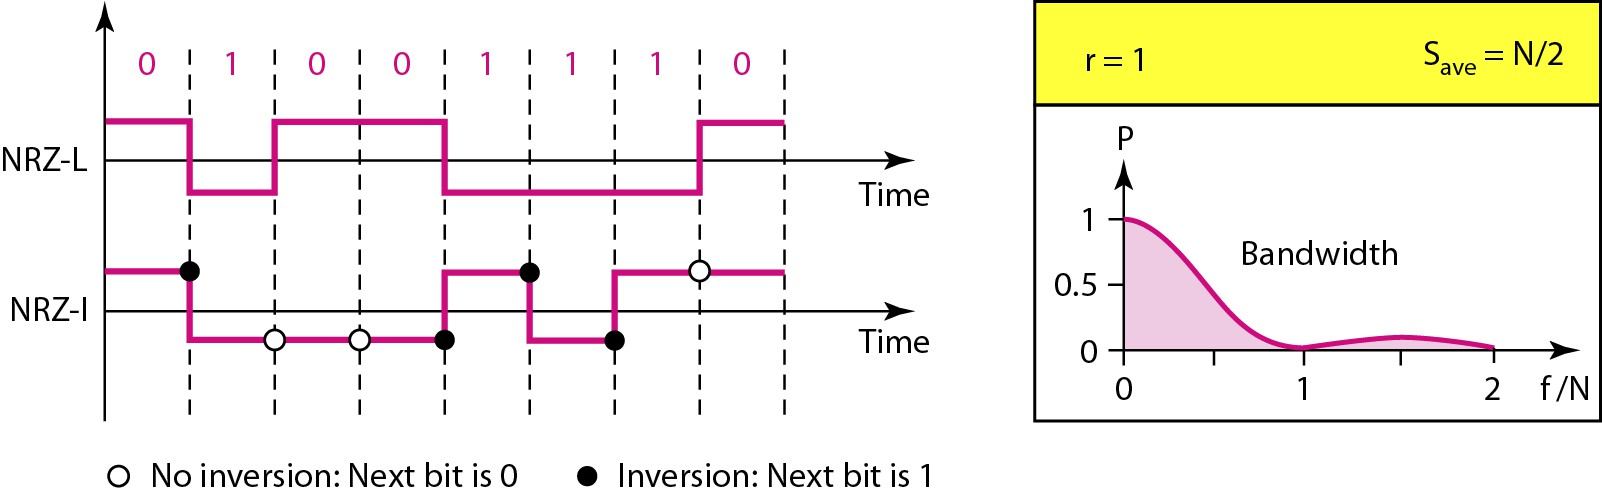 0 1 0 0 1 1 1 0
NRZ-L
Time
NRZ-I
Time
No inversion: Next bit is 0
Inversion: Next bit is 1
r = 1
Save = N/2
P
1
Bandwidth
0.5
0
0 1 2 f/N